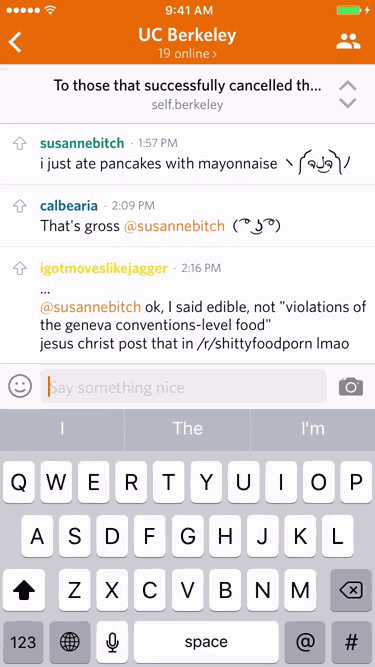 9:41 AM
UC Berkeley
19 online ›
To those that successfully cancelled th...
self.berkeley
susannebitch · 1:57 PM
i just ate pancakes with mayonnaise ヽ༼ຈل͜ຈ༽ﾉ
calbearia · 2:09 PM
That's gross @susannebitch ( ͡° ͜ʖ ͡°)
igotmoveslikejagger · 2:16 PM
...
@susannebitch ok, I said edible, not "violations of
the geneva conventions-level food"
jesus christ post that in /r/shittyfoodporn lmao
Say something nice
I The I'm
Q W E R T Y U I O P
A S D F G H J K L
Z X C V B N M
123 space @ #